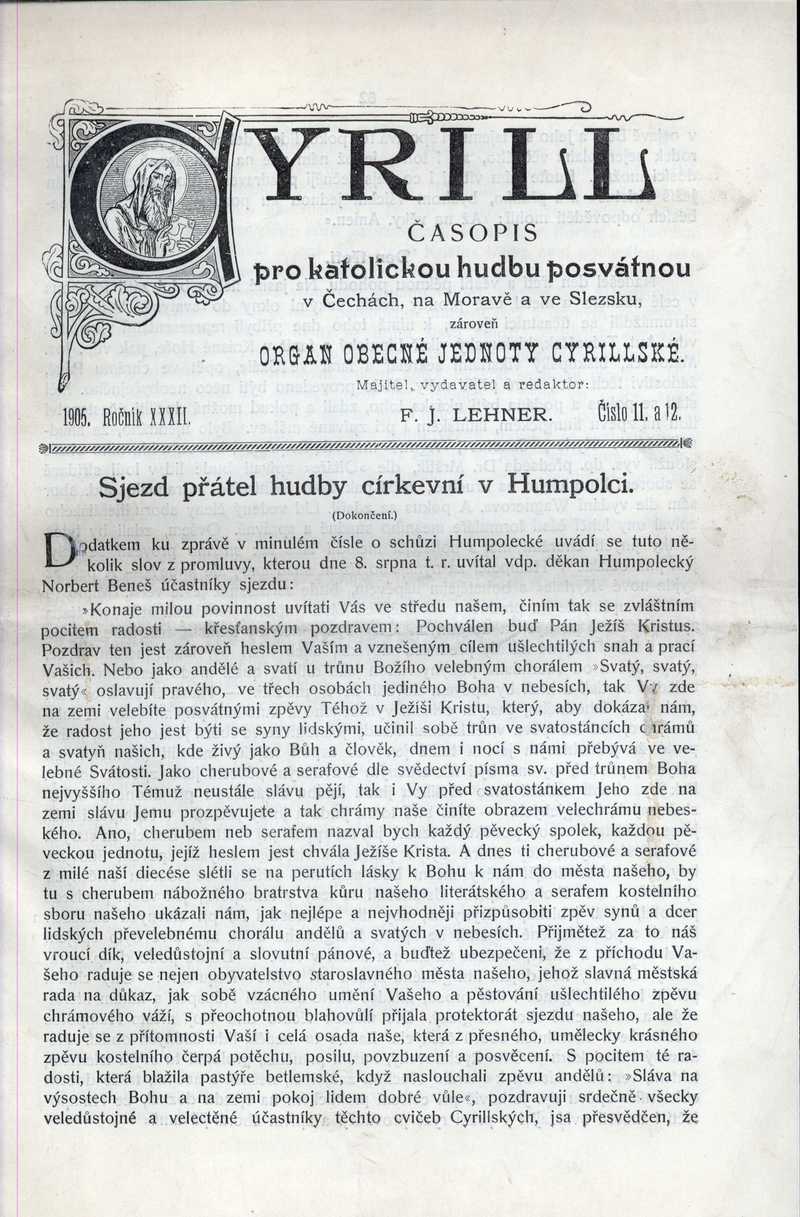 CYRILL
ČASOPIS
pro katolickou hudbu posvátnou
v Čechách, na Moravě a ve Slezsku,
zároveň
ORGAN OBECNÉ JEDNOTY CYRILLSKÉ.
Majitel, vydavatel a redaktor:
1905. Ročník XXXII. F. J. LEHNER. Číslo 11. a 12.
Sjezd přátel hudby církevní v Humpolci.
(Dokončení.)
Dodatkem ku zprávě v minulém čísle o schůzi Humpolecké uvádí se tuto ně-
kolik slov z promluvy, kterou dne 8. srpna t. r. uvítal vdp. děkan Humpolecký
Norbert Beneš účastníky sjezdu:
»Konaje milou povinnost uvítati Vás ve středu našem, činím tak se zvláštním
pocitem radosti — křesťanským pozdravem: Pochválen buď Pán Ježíš Kristus.
Pozdrav ten jest zároveň heslem Vaším a vznešeným cílem ušlechtilých snah a prací
Vašich. Nebo jako andělé a svatí u trůnu Božího velebným chorálem »Svatý, svatý,
svatý« oslavují pravého, ve třech osobách jediného Boha v nebesích, tak Vy zde
na zemi velebíte posvátnými zpěvy Téhož v Ježíši Kristu, který, aby dokázal nám,
že radost jeho jest býti se syny lidskými, učinil sobě trůn ve svatostáncích chrámů
a svatyň našich, kde živý jako Bůh a člověk, dnem i nocí s námi přebývá ve ve-
lebné Svátosti. Jako cherubové a serafové dle svědectví písma sv. před trůnem Boha
nejvyššího Témuž neustále slávu pějí, tak i Vy před svatostánkem Jeho zde na
zemi slávu Jemu prozpěvujete a tak chrámy naše činíte obrazem velechrámu nebes-
kého. Ano, cherubem neb serafem nazval bych každý pěvecký spolek, každou pě-
veckou jednotu, jejíž heslem jest chvála Ježíše Krista. A dnes ti cherubové a serafové
z milé naší diecése slétli se na perutích lásky k Bohu k nám do města našeho, by
tu s cherubem nábožného bratrstva kůru našeho literátského a serafem kostelního
sboru našeho ukázali nám, jak nejlépe a nejvhodněji přizpůsobiti zpěv synů a dcer
lidských převelebnému chorálu andělů a svatých v nebesích. Přijmětež za to náš
vroucí dík, veledůstojní a slovutní pánové, a buďtež ubezpečeni, že z příchodu Va-
šeho raduje se nejen obyvatelstvo staroslavného města našeho, jehož slavná městská
rada na důkaz, jak sobě vzácného umění Vašeho a pěstování ušlechtilého zpěvu
chrámového váží, s přeochotnou blahovůlí přijala protektorát sjezdu našeho, ale že
raduje se z přítomnosti Vaší i celá osada naše, která z přesného, umělecky krásného
zpěvu kostelního čerpá potěchu, posilu, povzbuzení a posvěcení. S pocitem té ra-
dosti, která blažila pastýře betlemské, když naslouchali zpěvu andělů: »Sláva na
výsostech Bohu a na zemi pokoj lidem dobré vůle«, pozdravuji srdečně všecky
veledůstojné a velectěné účastníky těchto cvičeb Cyrillských, jsa přesvědčen, že